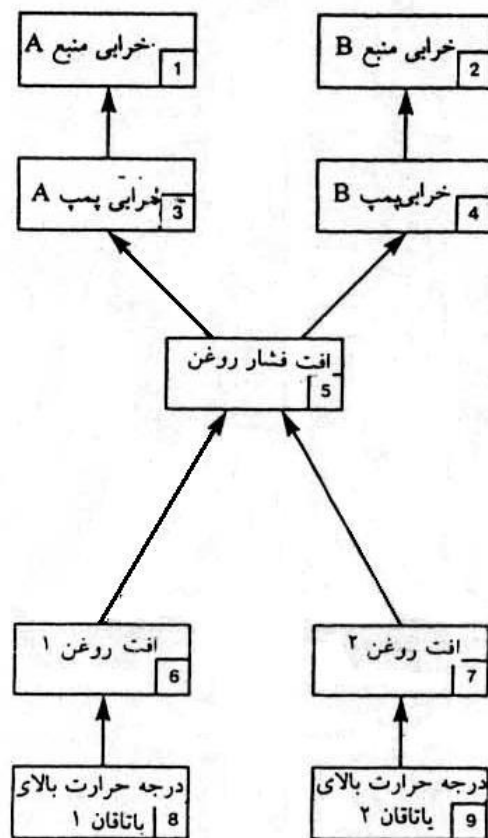 خرابی منبع A
1
خرابی منبع B
2
خرابی پمپ A
3
خرابی پمپ B
4
افت فشار روغن
5
افت روغن ۱
6
افت روغن ۲
7
درجه حرارت بالای
یاتاقان ۱
8
درجه حرارت بالای
یاتاقان ۲
9